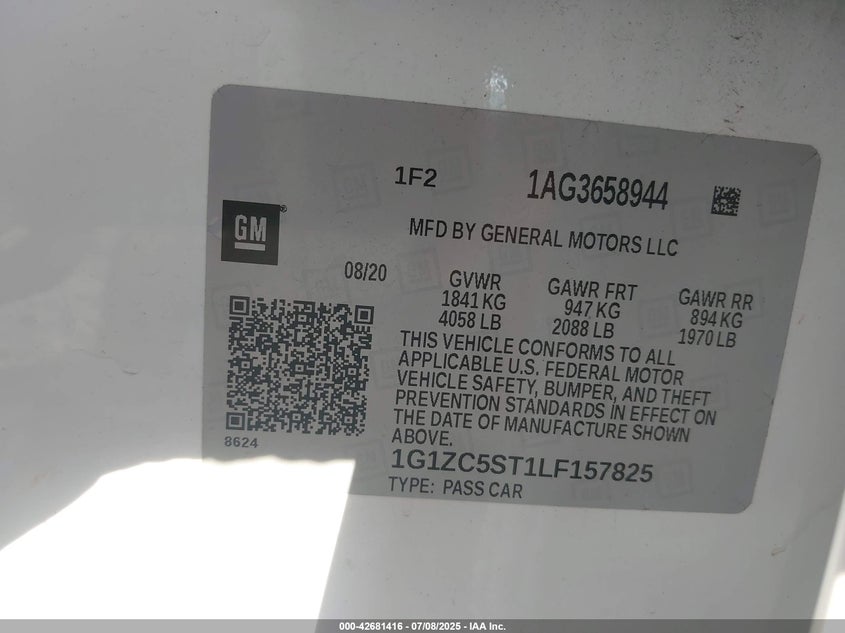 1F2
1AG3658944
GM®
MFD BY GENERAL MOTORS LLC
08/20
GVWR
1841 KG
4058 LB
GAWR FRT
947 KG
2088 LB
GAWR RR
894 KG
1970 LB
THIS VEHICLE CONFORMS TO ALL
APPLICABLE U.S. FEDERAL MOTOR
VEHICLE SAFETY, BUMPER, AND THEFT
PREVENTION STANDARDS IN EFFECT ON
THE DATE OF MANUFACTURE SHOWN
ABOVE.
8624
1G1ZC5ST1LF157825
TYPE: PASS CAR
000-42681416 - 07/08/2025 - IAA Inc.